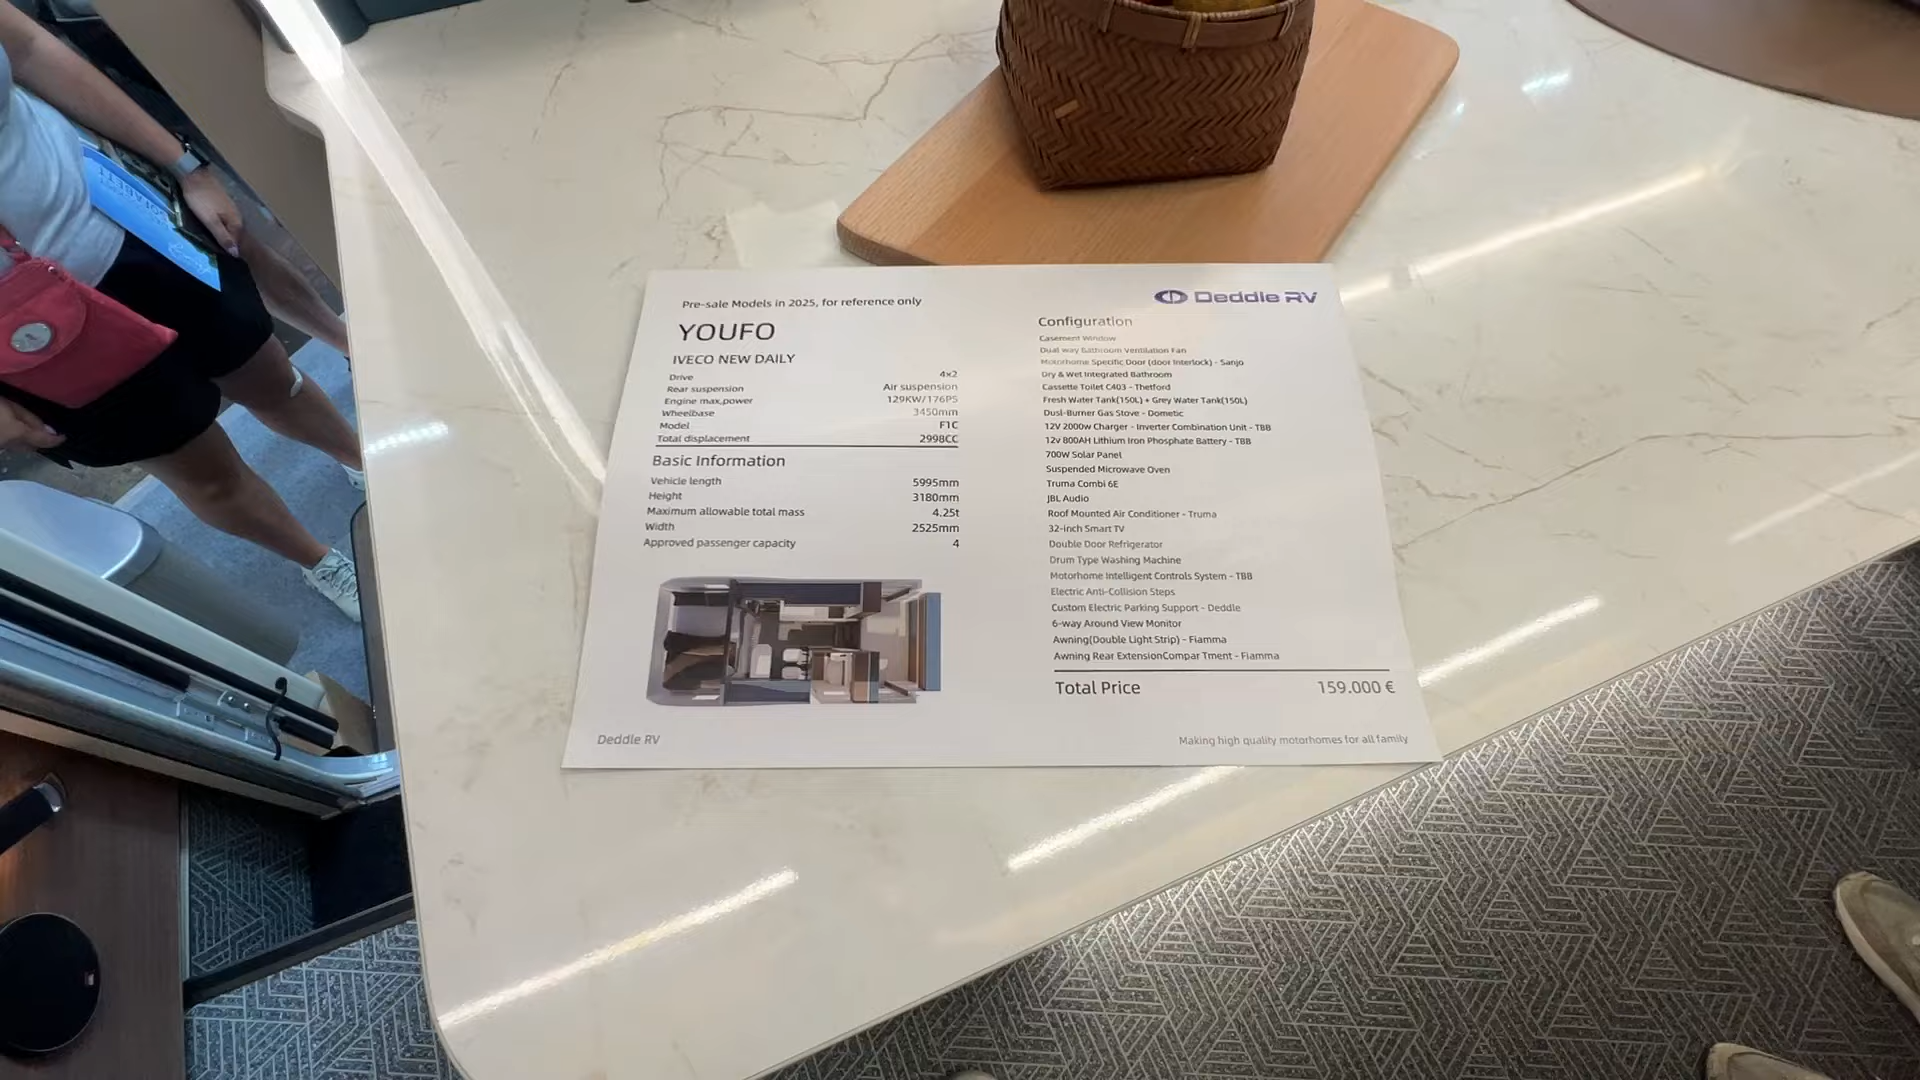 Pre-sale Models in 2025, for reference only
Deddle RV
YOUFO
IVECO NEW DAILY
Drive 4x2
Rear suspension Air suspension
Engine max.power 129KW/176PS
Wheelbase 3450mm
Model F1C
Total displacement 2998CC
Basic Information
Vehicle length 5995mm
Height 3180mm
Maximum allowable total mass 4.25t
Width 2525mm
Approved passenger capacity 4
Deddle RV
Configuration
Casement Window
Dual way Bathroom Ventilation Fan
Motorhome Specific Door (door Interlock) - Sanjo
Dry & Wet Integrated Bathroom
Cassette Toilet C403 - Thetford
Fresh Water Tank(150L) + Grey Water Tank(150L)
Dusl-Burner Gas Stove - Dometic
12V 2000w Charger - Inverter Combination Unit - TBB
12v 800AH Lithium Iron Phosphate Battery - TBB
700W Solar Panel
Suspended Microwave Oven
Truma Combi 6E
JBL Audio
Roof Mounted Air Conditioner - Truma
32-inch Smart TV
Double Door Refrigerator
Drum Type Washing Machine
Motorhome Intelligent Controls System - TBB
Electric Anti-Collision Steps
Custom Electric Parking Support - Deddle
6-way Around View Monitor
Awning(Double Light Strip) - Fiamma
Awning Rear ExtensionCompar Tment - Fiamma
Total Price 159.000 €
Making high quality motorhomes for all family